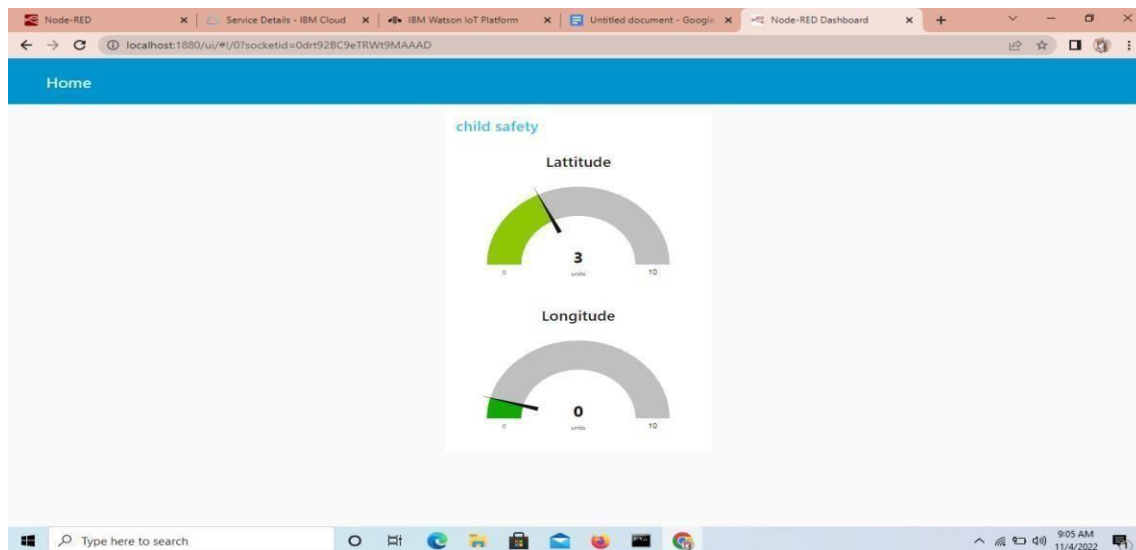 Node-RED
Service Details - IBM Cloud
IBM Watson IoT Platform
Untitled document - Google
Node-RED Dashboard
localhost:1880/ui/#!/0?socketid=0drt92BC9eTRWt9MAAAD
Home
child safety
Lattitude
3
units
0 10
Longitude
0
units
0 10
Type here to search
9:05 AM
11/4/2022